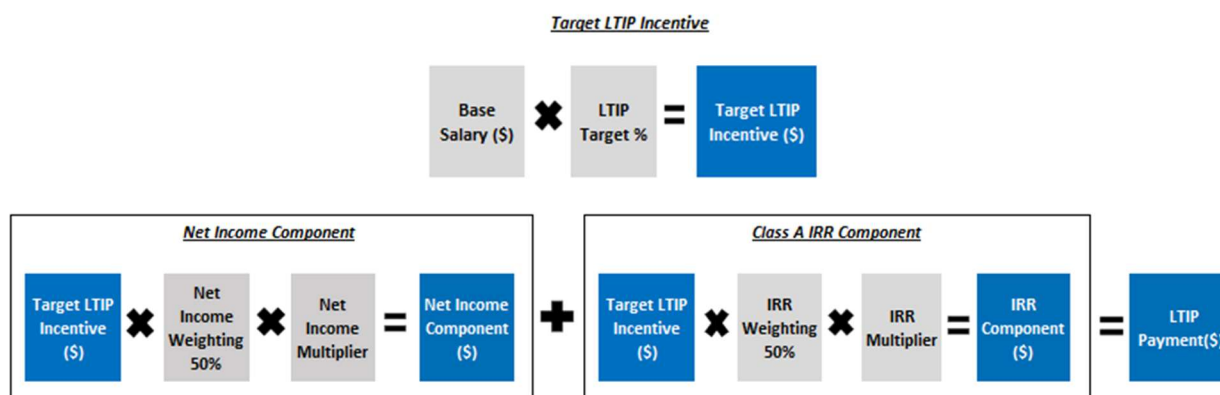 Target LTIP Incentive
Base
Salary ($)
LTIP
Target %
Target LTIP
Incentive ($)
Net Income Component
Target LTIP
Incentive
($)
Net
Income
Weighting
50%
Net
Income
Multiplier
Net Income
Component
($)
Class A IRR Component
Target LTIP
Incentive
($)
IRR
Weighting
50%
IRR
Multiplier
IRR
Component
($)
LTIP
Payment($)